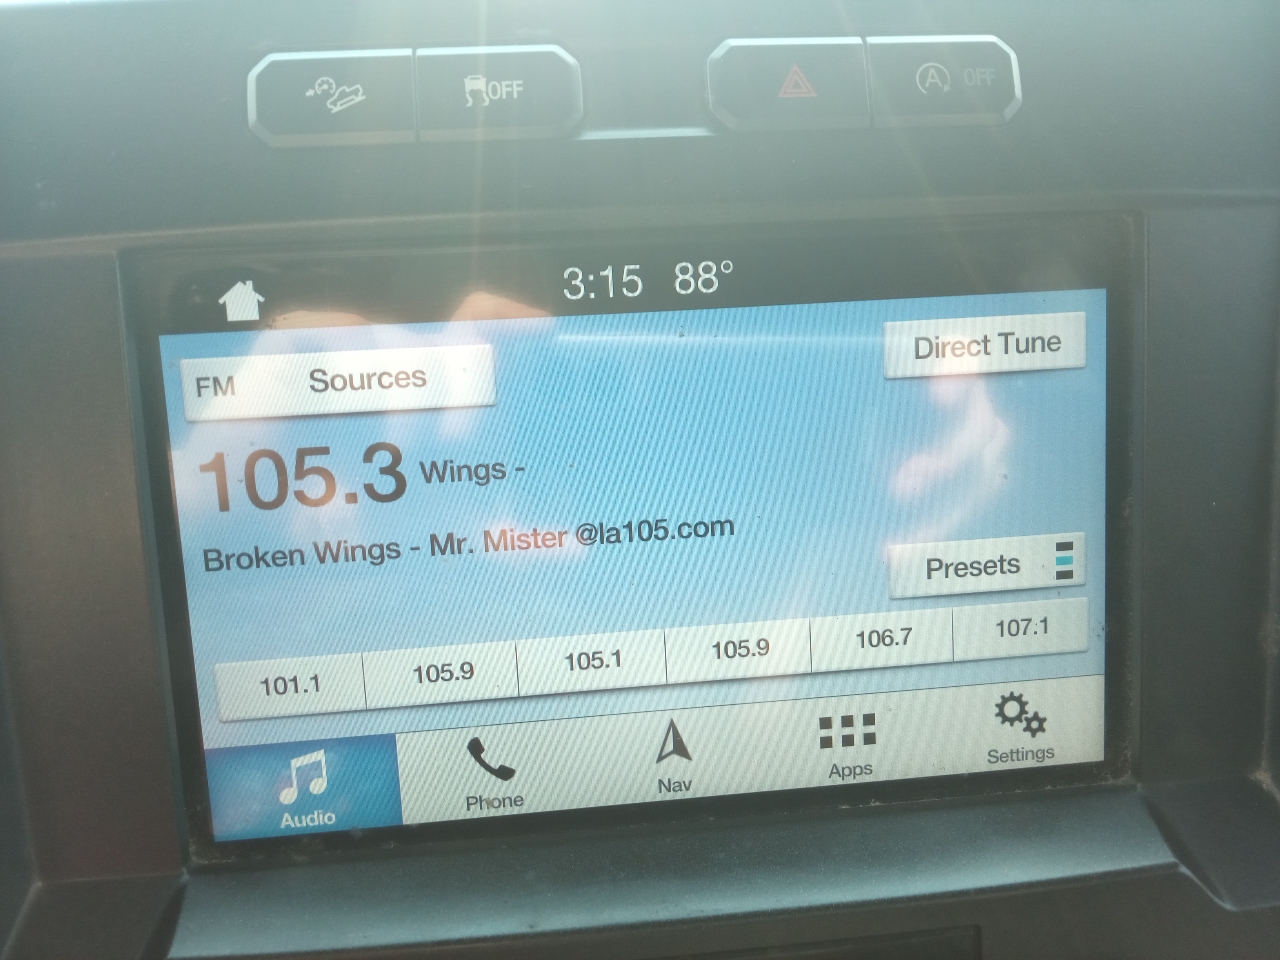 OFF
A OFF
3:15 88°
FM Sources
Direct Tune
105.3 Wings -
Broken Wings - Mr. Mister @la105.com
Presets
101.1 105.9 105.1 105.9 106.7 107.1
Audio Phone Nav Apps Settings